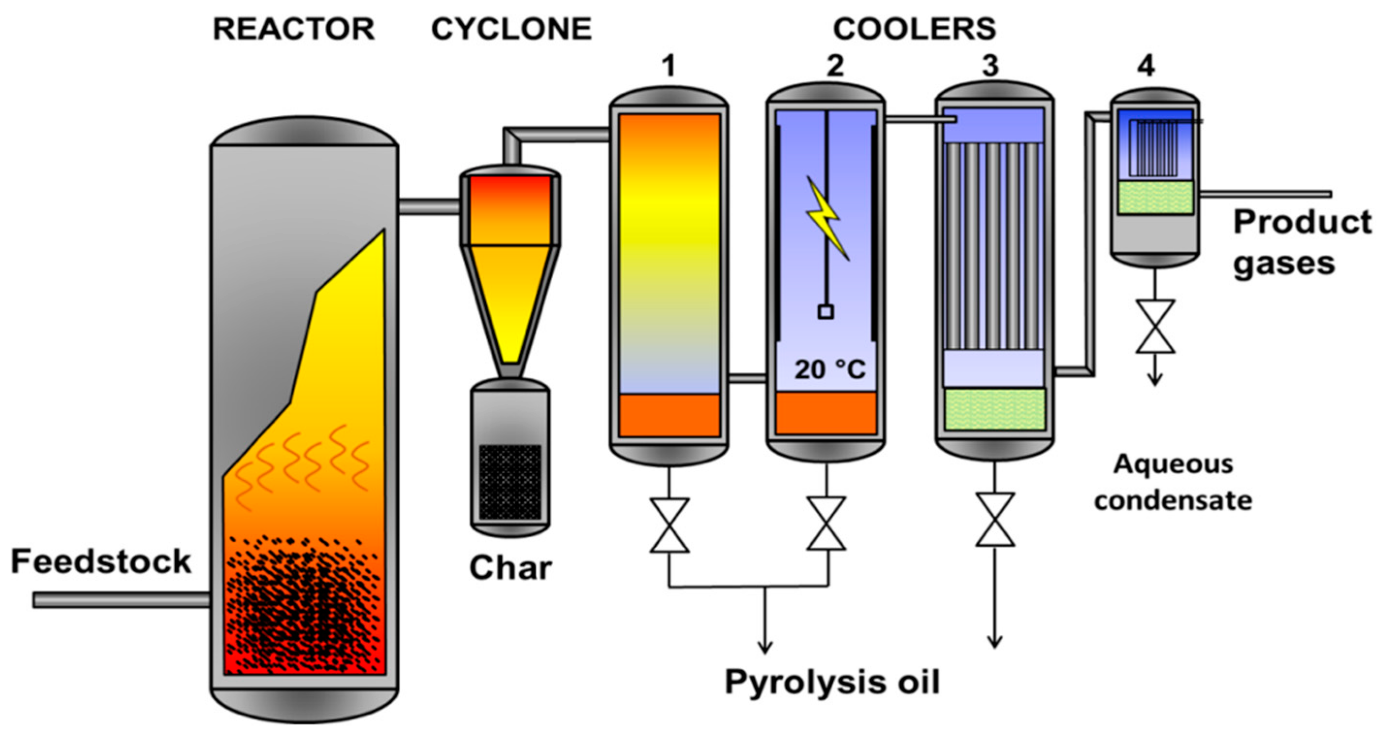 REACTOR
CYCLONE
COOLERS
1
2
3
4
20 °C
Product
gases
Aqueous
condensate
Feedstock
Char
Pyrolysis oil